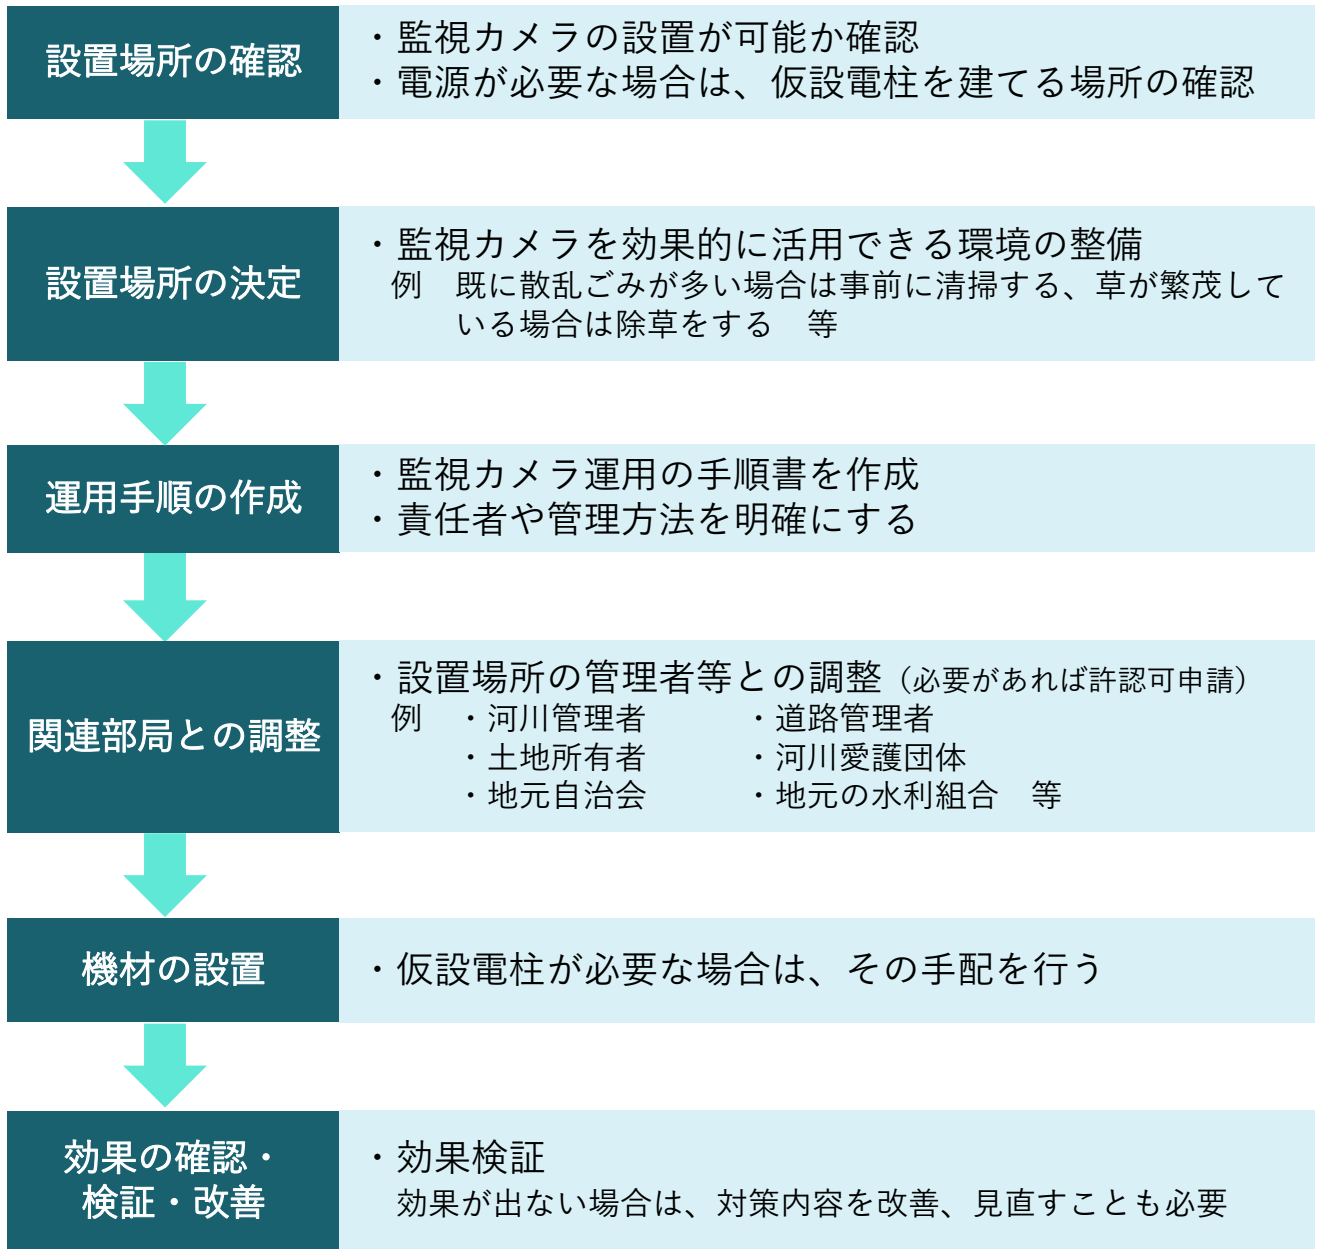 設置場所の確認
・監視カメラの設置が可能か確認
・電源が必要な場合は、仮設電柱を建てる場所の確認
設置場所の決定
・監視カメラを効果的に活用できる環境の整備
例　既に散乱ごみが多い場合は事前に清掃する、草が繁茂して
いる場合は除草をする　等
運用手順の作成
・監視カメラ運用の手順書を作成
・責任者や管理方法を明確にする
関連部局との調整
・設置場所の管理者等との調整（必要があれば許認可申請）
例　・河川管理者　　　・道路管理者
・土地所有者　　　・河川愛護団体
・地元自治会　　　・地元の水利組合　等
機材の設置
・仮設電柱が必要な場合は、その手配を行う
効果の確認・
検証・改善
・効果検証
効果が出ない場合は、対策内容を改善、見直すことも必要